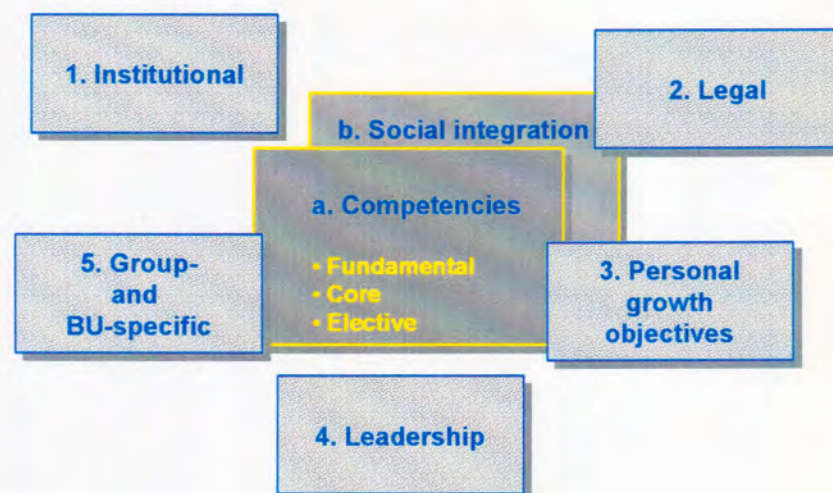 1. Institutional
2. Legal
b. Social integration
a. Competencies
• Fundamental
• Core
• Elective
5. Group-
and
BU-specific
3. Personal
growth
objectives
4. Leadership